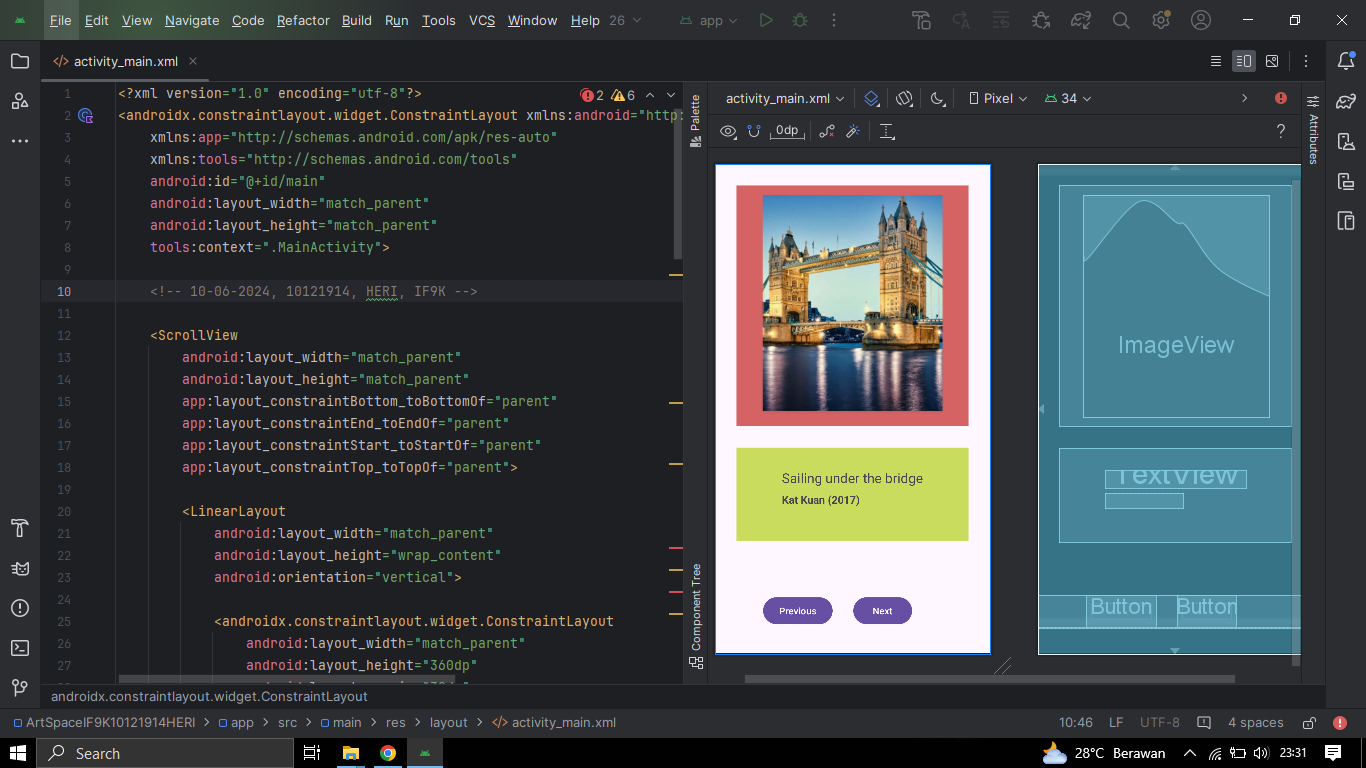 File Edit View Navigate Code Refactor Build Run Tools VCS Window Help 26 app
activity_main.xml
1 <?xml version="1.0" encoding="utf-8"?> 2 6
2 <androidx.constraintlayout.widget.ConstraintLayout xmlns:android="http:
3 xmlns:app="http://schemas.android.com/apk/res-auto"
4 xmlns:tools="http://schemas.android.com/tools"
5 android:id="@+id/main"
6 android:layout_width="match_parent"
7 android:layout_height="match_parent"
8 tools:context=".MainActivity">
9
10 <!-- 10-06-2024, 10121914, HERI, IF9K -->
11
12 <ScrollView
13 android:layout_width="match_parent"
14 android:layout_height="match_parent"
15 app:layout_constraintBottom_toBottomOf="parent"
16 app:layout_constraintEnd_toEndOf="parent"
17 app:layout_constraintStart_toStartOf="parent"
18 app:layout_constraintTop_toTopOf="parent">
19
20 <LinearLayout
21 android:layout_width="match_parent"
22 android:layout_height="wrap_content"
23 android:orientation="vertical">
24
25 <androidx.constraintlayout.widget.ConstraintLayout
26 android:layout_width="match_parent"
27 android:layout_height="360dp"
Palette
Component Tree
activity_main.xml Pixel 34
0dp ?
Attributes
Sailing under the bridge
Kat Kuan (2017)
Previous Next
ImageView
TextView
Button Button
androidx.constraintlayout.widget.ConstraintLayout
ArtSpaceIF9K10121914HERI > app > src > main > res > layout > activity_main.xml 10:46 LF UTF-8 4 spaces
Search 28°C Berawan 23:31